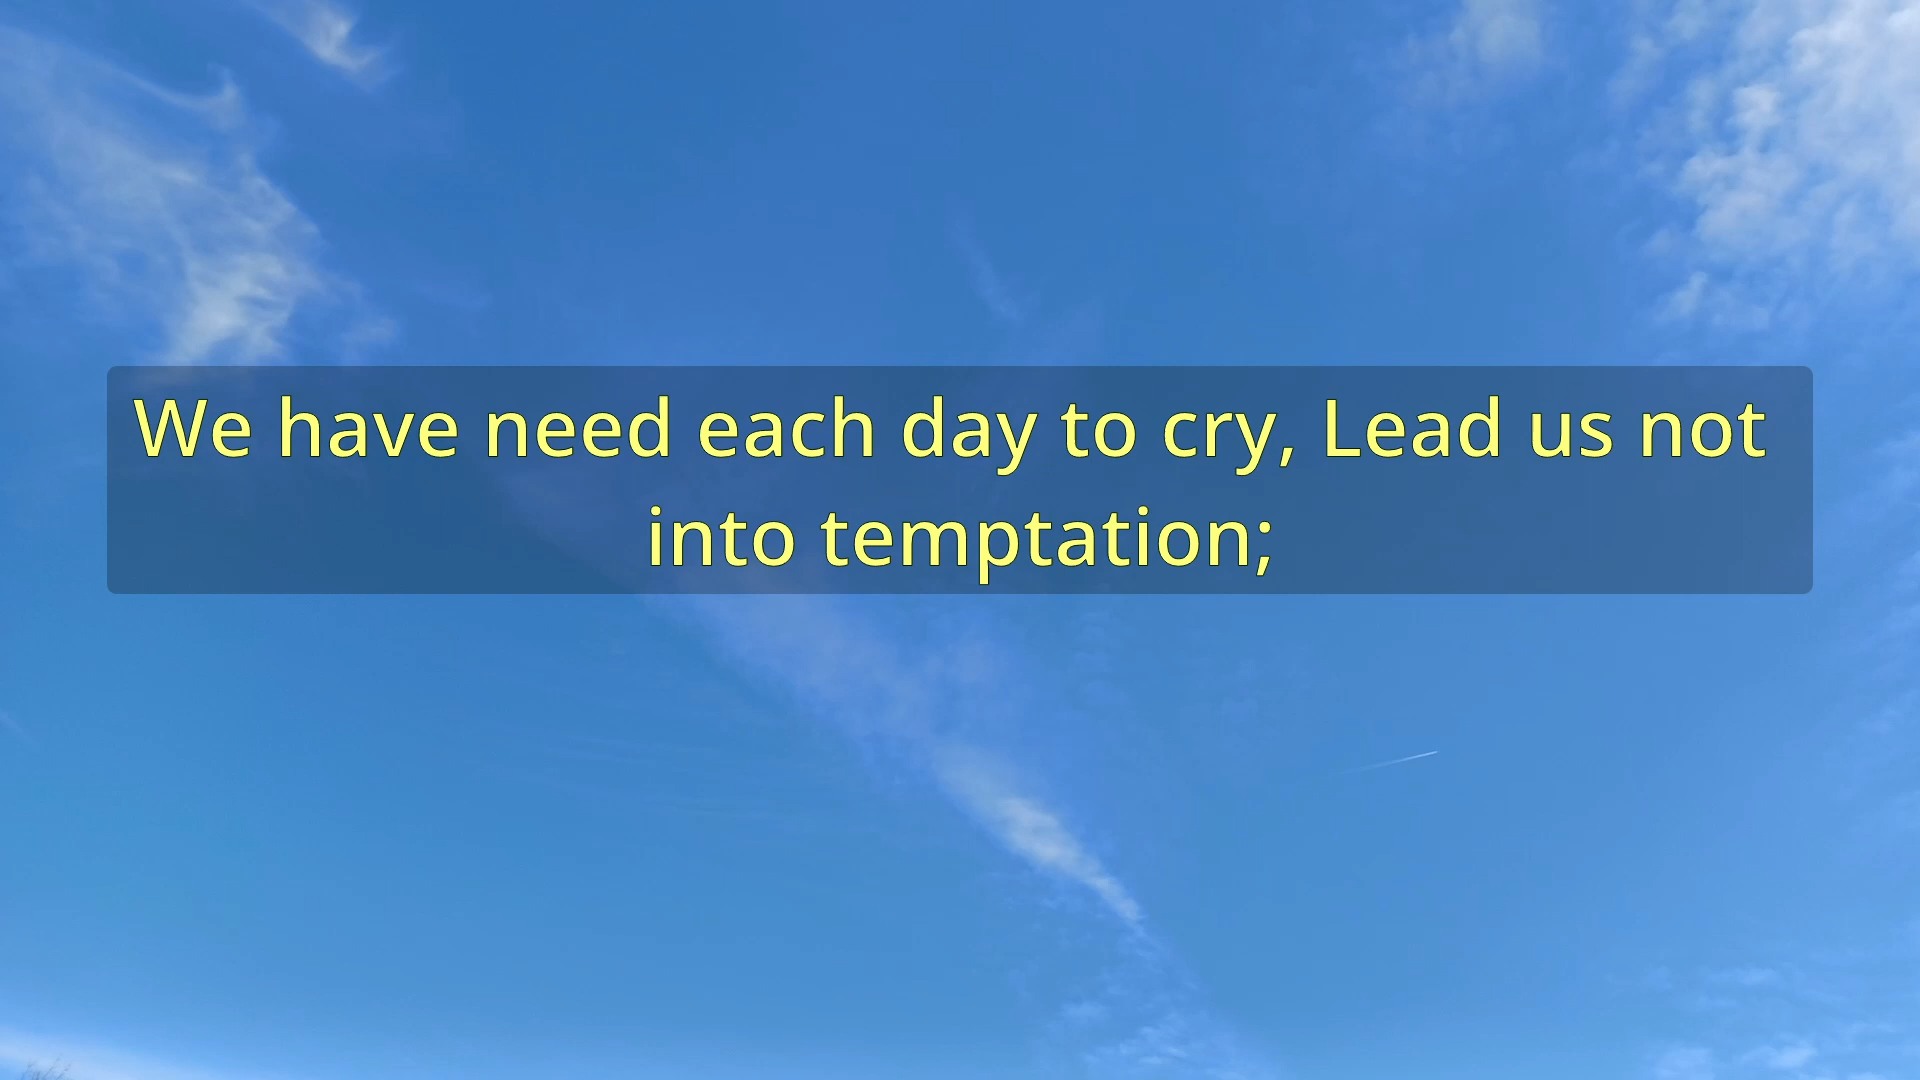 We have need each day to cry, Lead us not
into temptation;